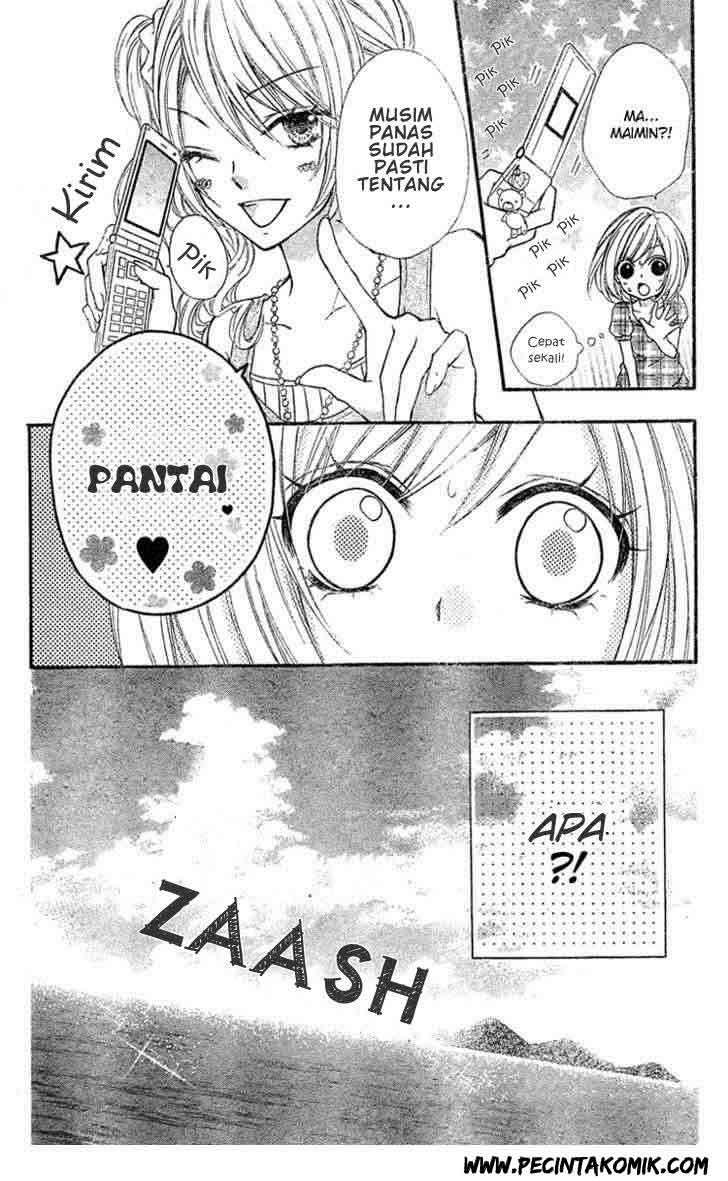 PIK
PIK
PIK
PIK
MA...
MAIMIN?!
PIK
PIK
PIK
PIK
Cepat
sekali!
MUSIM
PANAS
SUDAH
PASTI
TENTANG
...
Kirim
PIK
PANTAI
APA
?!
ZAASH
WWW.PECINTAKOMIK.COM